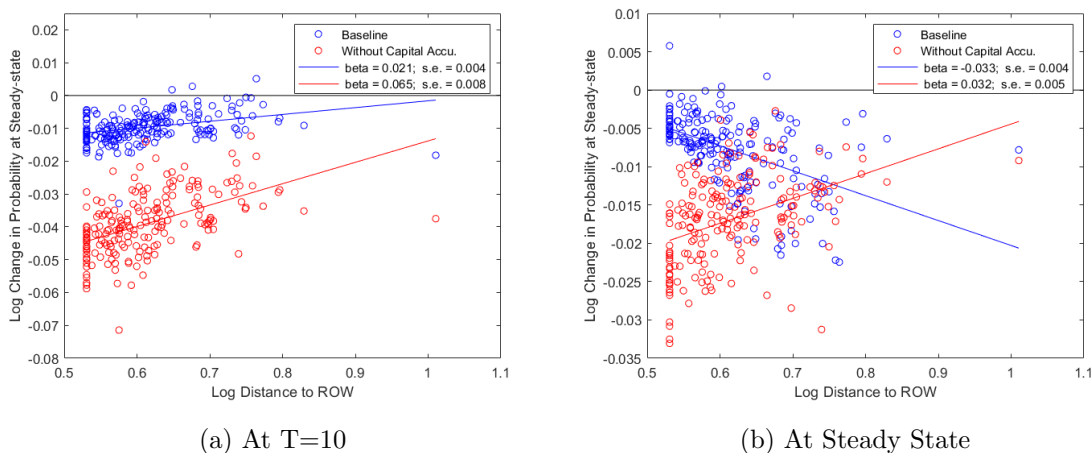 0.02
0.01
0
-0.01
-0.02
-0.03
-0.04
-0.05
-0.06
-0.07
-0.08
Log Change in Probability at Steady-state
Baseline
Without Capital Accu.
beta = 0.021; s.e. = 0.004
beta = 0.065; s.e. = 0.008
0.5 0.6 0.7 0.8 0.9 1 1.1
Log Distance to ROW
(a) At T=10
0.01
0.005
0
-0.005
-0.01
-0.015
-0.02
-0.025
-0.03
-0.035
Log Change in Probability at Steady-state
Baseline
Without Capital Accu.
beta = -0.033; s.e. = 0.004
beta = 0.032; s.e. = 0.005
0.5 0.6 0.7 0.8 0.9 1 1.1
Log Distance to ROW
(b) At Steady State